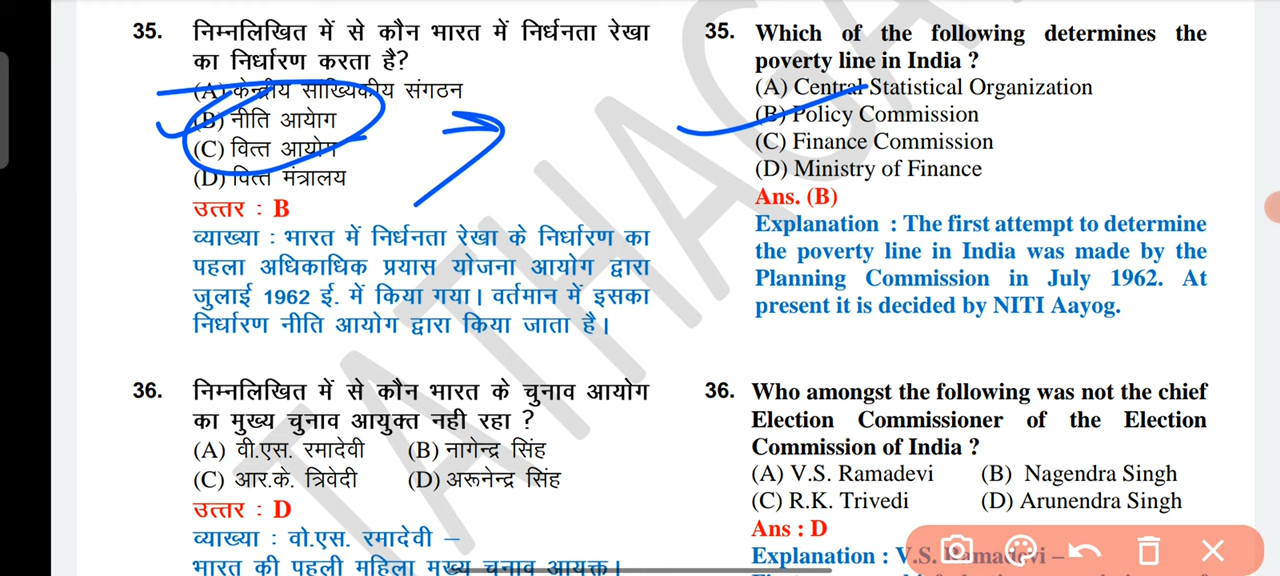 35. निम्नलिखित में से कौन भारत में निर्धनता रेखा
का निर्धारण करता है?
(A) केन्द्रीय सांख्यिकीय संगठन
(B) नीति आयेाग
(C) वित्त आयोग
(D) वित्त मंत्रालय
उत्तर : B
व्याख्या : भारत में निर्धनता रेखा के निर्धारण का
पहला अधिकाधिक प्रयास योजना आयोग द्वारा
जुलाई 1962 ई. में किया गया। वर्तमान में इसका
निर्धारण नीति आयोग द्वारा किया जाता है।
36. निम्नलिखित में से कौन भारत के चुनाव आयोग
का मुख्य चुनाव आयुक्त नही रहा ?
(A) वी.एस. रमादेवी (B) नागेन्द्र सिंह
(C) आर.के. त्रिवेदी (D) अरूनेन्द्र सिंह
उत्तर : D
व्याख्या : वो.एस. रमादेवी –
भारत की पहली महिला मुख्य चुनाव आयुक्त।
35. Which of the following determines the
poverty line in India ?
(A) Central Statistical Organization
(B) Policy Commission
(C) Finance Commission
(D) Ministry of Finance
Ans. (B)
Explanation : The first attempt to determine
the poverty line in India was made by the
Planning Commission in July 1962. At
present it is decided by NITI Aayog.
36. Who amongst the following was not the chief
Election Commissioner of the Election
Commission of India ?
(A) V.S. Ramadevi (B) Nagendra Singh
(C) R.K. Trivedi (D) Arunendra Singh
Ans : D
Explanation : V.S. Ramadevi –